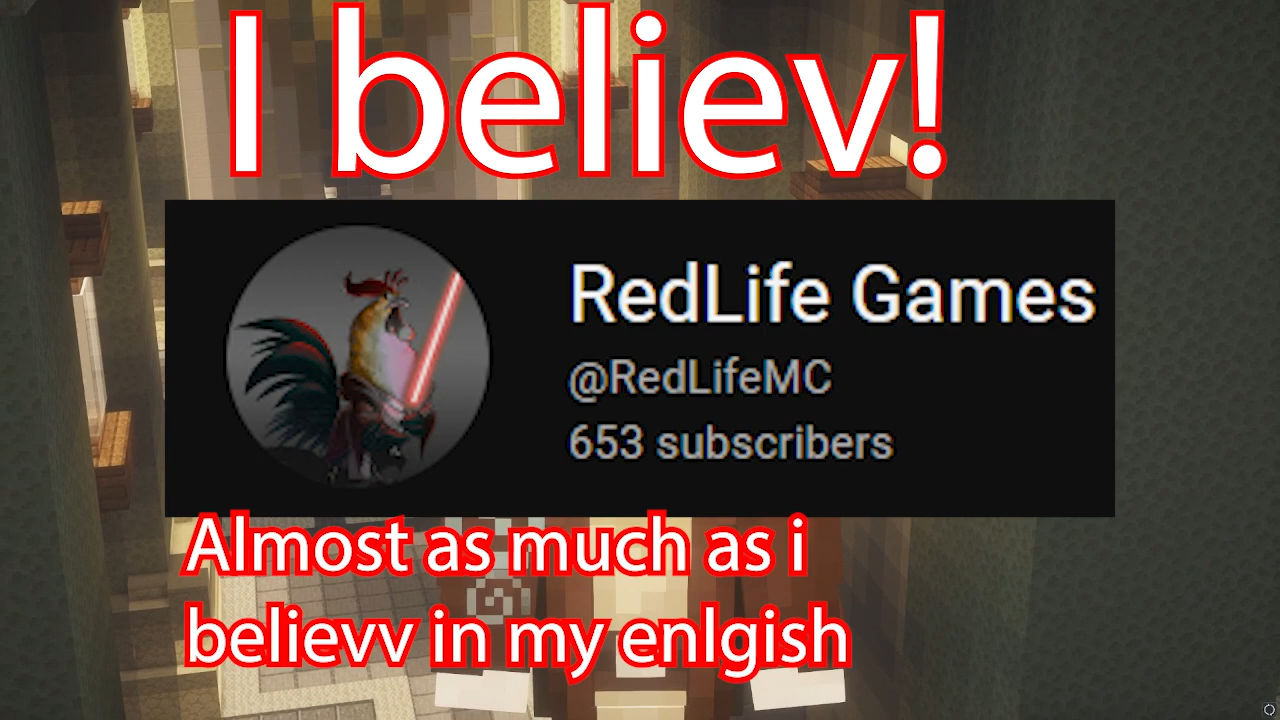 I believ!
RedLife Games
@RedLifeMC
653 subscribers
Almost as much as i
believv in my enlgish